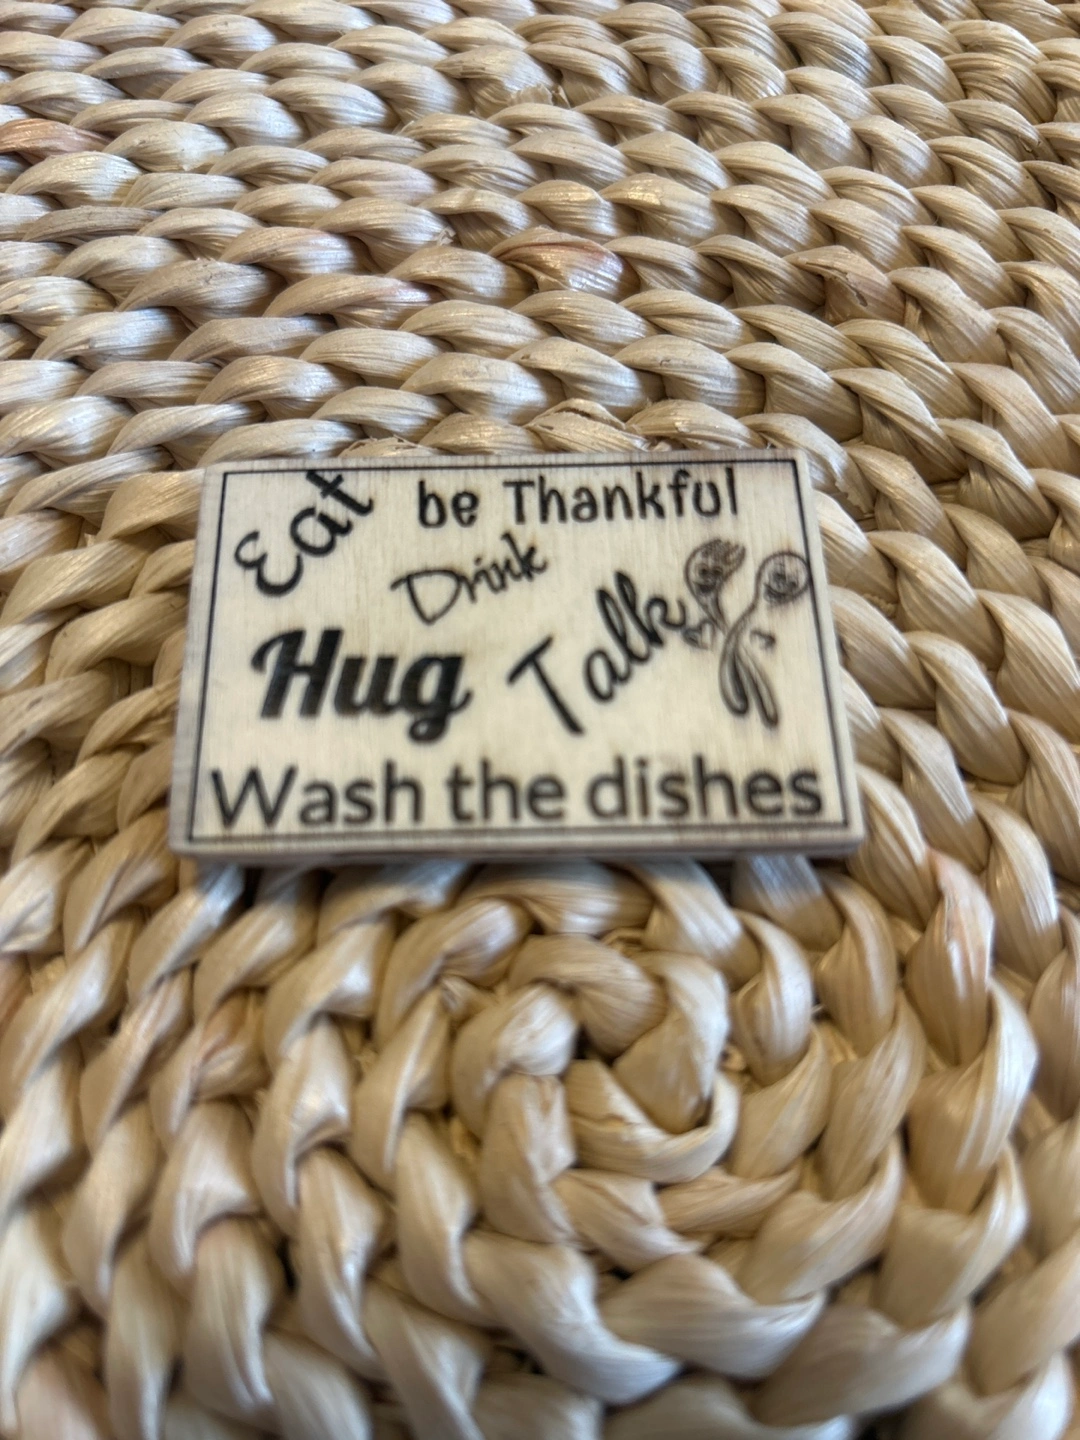 Eat
be Thankful
Drink
Hug
Talk
Wash the dishes